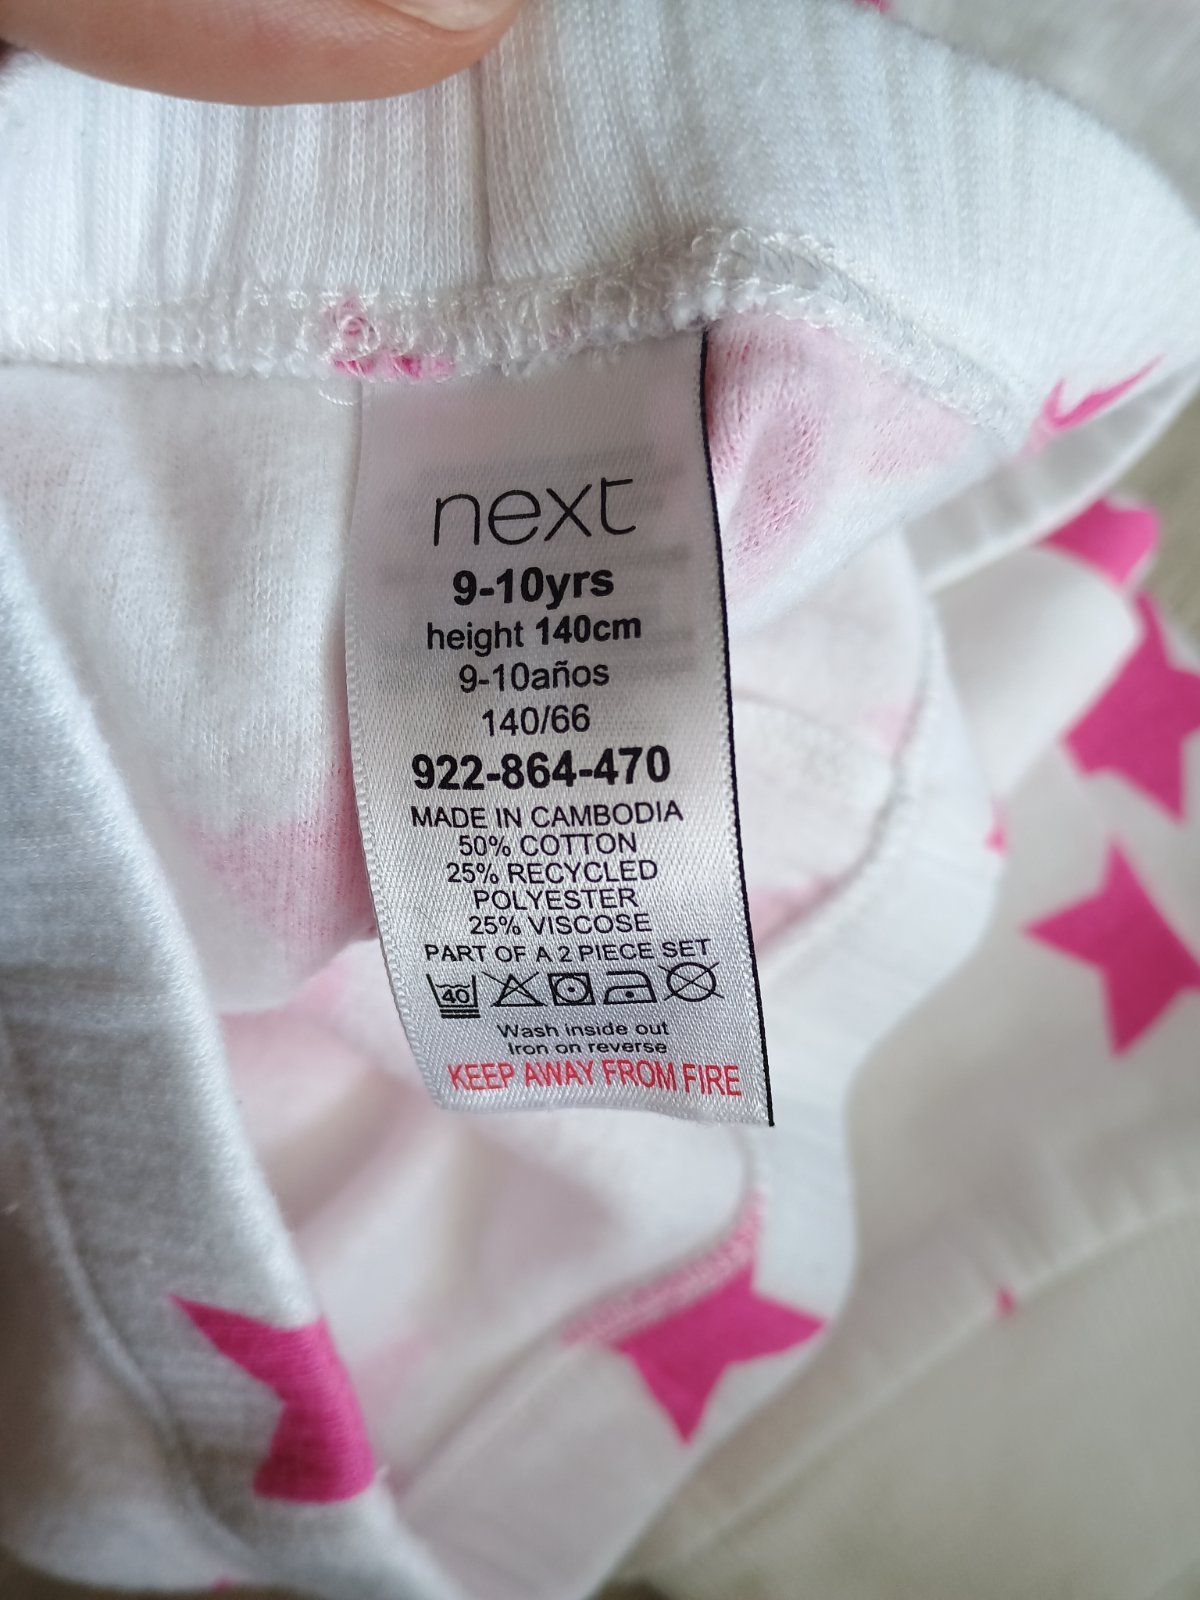 next
9-10yrs
height 140cm
9-10años
140/66
922-864-470
MADE IN CAMBODIA
50% COTTON
25% RECYCLED
POLYESTER
25% VISCOSE
PART OF A 2 PIECE SET
40
Wash inside out
Iron on reverse
KEEP AWAY FROM FIRE